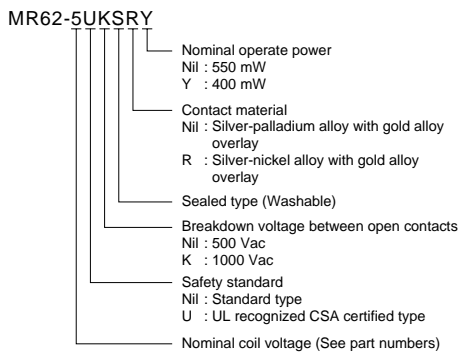 MR62-5UKSRY
Nominal operate power
Nil : 550 mW
Y : 400 mW
Contact material
Nil : Silver-palladium alloy with gold alloy
overlay
R : Silver-nickel alloy with gold alloy
overlay
Sealed type (Washable)
Breakdown voltage between open contacts
Nil : 500 Vac
K : 1000 Vac
Safety standard
Nil : Standard type
U : UL recognized CSA certified type
Nominal coil voltage (See part numbers)